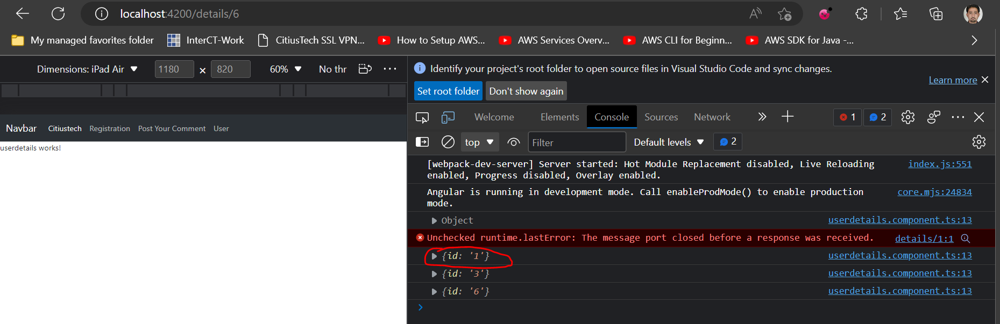 localhost:4200/details/6
My managed favorites folder InterCT-Work CitiusTech SSL VPN... How to Setup AWS... AWS Services Overv... AWS CLI for Beginn... AWS SDK for Java -...
Dimensions: iPad Air 1180 × 820 60% No thr
Identify your project's root folder to open source files in Visual Studio Code and sync changes.
Learn more
Set root folder Don't show again
Welcome Elements Console Sources Network 1 2
top Filter Default levels 2
Navbar Citiustech Registration Post Your Comment User
userdetails works!
[webpack-dev-server] Server started: Hot Module Replacement disabled, Live Reloading index.js:551
enabled, Progress disabled, Overlay enabled.
Angular is running in development mode. Call enableProdMode() to enable production core.mjs:24834
mode.
Object userdetails.component.ts:13
Unchecked runtime.lastError: The message port closed before a response was received. details/1:1
{id: '1'} userdetails.component.ts:13
{id: '3'} userdetails.component.ts:13
{id: '6'} userdetails.component.ts:13